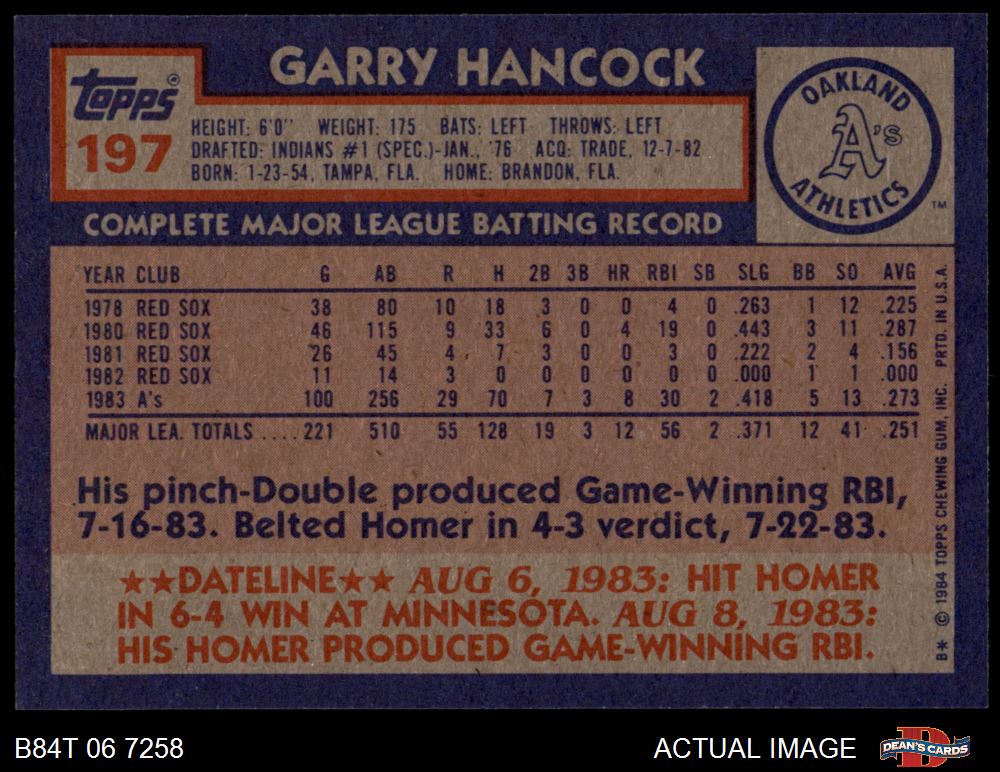 GARRY HANCOCK
Topps®
197
HEIGHT: 6'0" WEIGHT: 175 BATS: LEFT THROWS: LEFT
DRAFTED: INDIANS #1 (SPEC.)-JAN., '76 ACQ: TRADE, 12-7-82
BORN: 1-23-54, TAMPA, FLA. HOME: BRANDON, FLA.
OAKLAND
A's
ATHLETICS
TM
COMPLETE MAJOR LEAGUE BATTING RECORD
YEAR CLUB G AB R H 2B 3B HR RBI SB SLG BB SO AVG
1978 RED SOX 38 80 10 18 3 0 0 4 0 .263 1 12 .225
1980 RED SOX 46 115 9 33 6 0 4 19 0 .443 3 11 .287
1981 RED SOX 26 45 4 7 3 0 0 3 0 .222 2 4 .156
1982 RED SOX 11 14 3 0 0 0 0 0 0 .000 1 1 .000
1983 A's 100 256 29 70 7 3 8 30 2 .418 5 13 .273
MAJOR LEA. TOTALS .... 221 510 55 128 19 3 12 56 2 .371 12 41 .251
His pinch-Double produced Game-Winning RBI,
7-16-83. Belted Homer in 4-3 verdict, 7-22-83.
★★DATELINE★★ AUG 6, 1983: HIT HOMER
IN 6-4 WIN AT MINNESOTA. AUG 8, 1983:
HIS HOMER PRODUCED GAME-WINNING RBI.
B* © 1984 TOPPS CHEWING GUM, INC. PRTD. IN U.S.A.
B84T 06 7258
ACTUAL IMAGE
D
DEAN'S CARDS